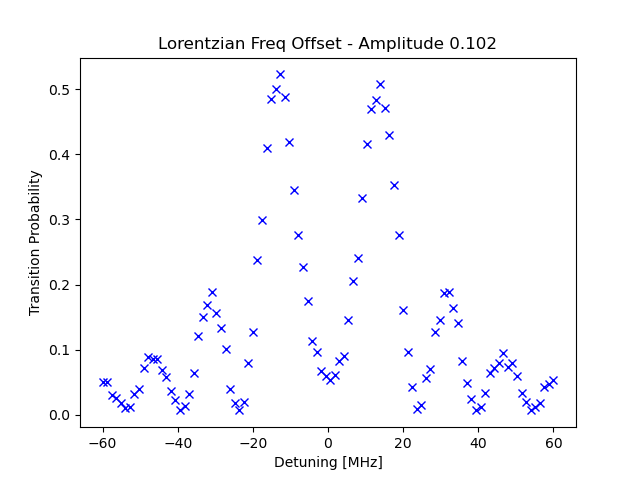 Lorentzian Freq Offset - Amplitude 0.102
Transition Probability
0.5
0.4
0.3
0.2
0.1
0.0
−60 −40 −20 0 20 40 60
Detuning [MHz]